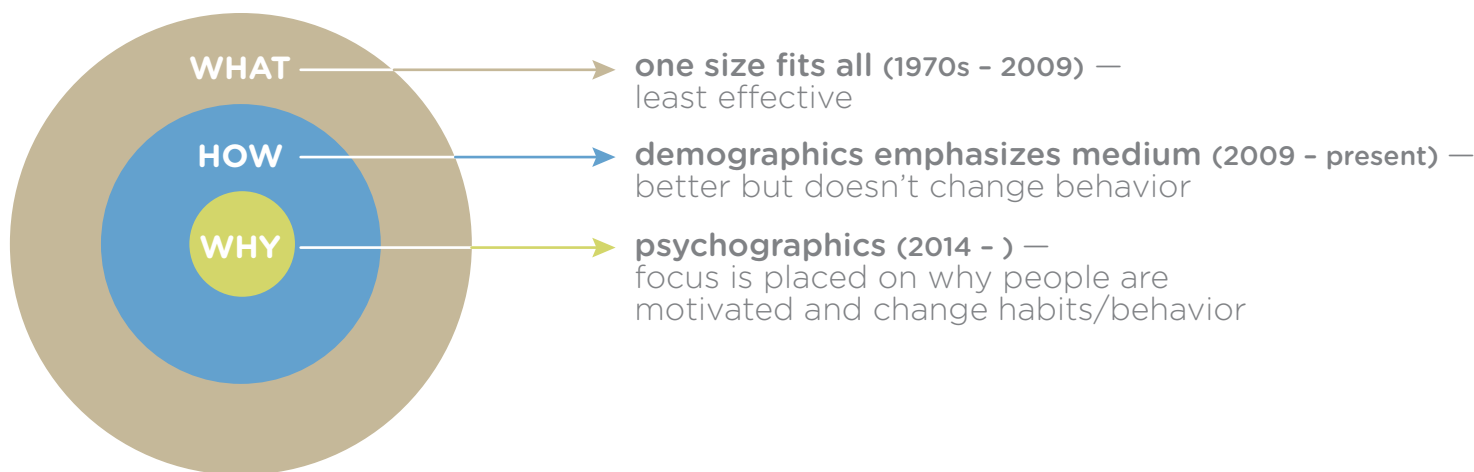 WHAT
one size fits all (1970s – 2009) —
least effective
HOW
demographics emphasizes medium (2009 – present) —
better but doesn’t change behavior
WHY
psychographics (2014 – ) —
focus is placed on why people are
motivated and change habits/behavior